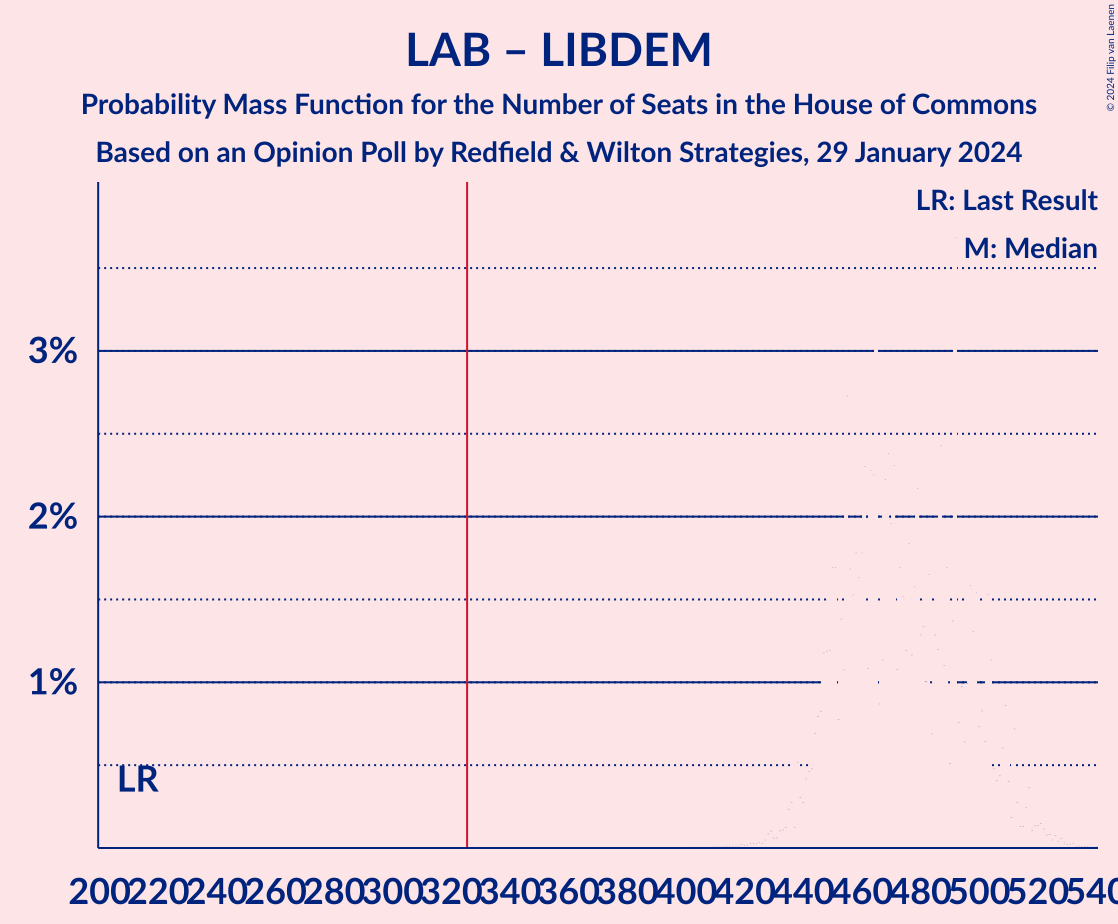 LAB – LIBDEM
Probability Mass Function for the Number of Seats in the House of Commons
Based on an Opinion Poll by Redfield & Wilton Strategies, 29 January 2024
© 2024 Filip van Laenen
LR: Last Result
M: Median
3%
2%
1%
LR
200 220 240 260 280 300 320 340 360 380 400 420 440 460 480 500 520 540